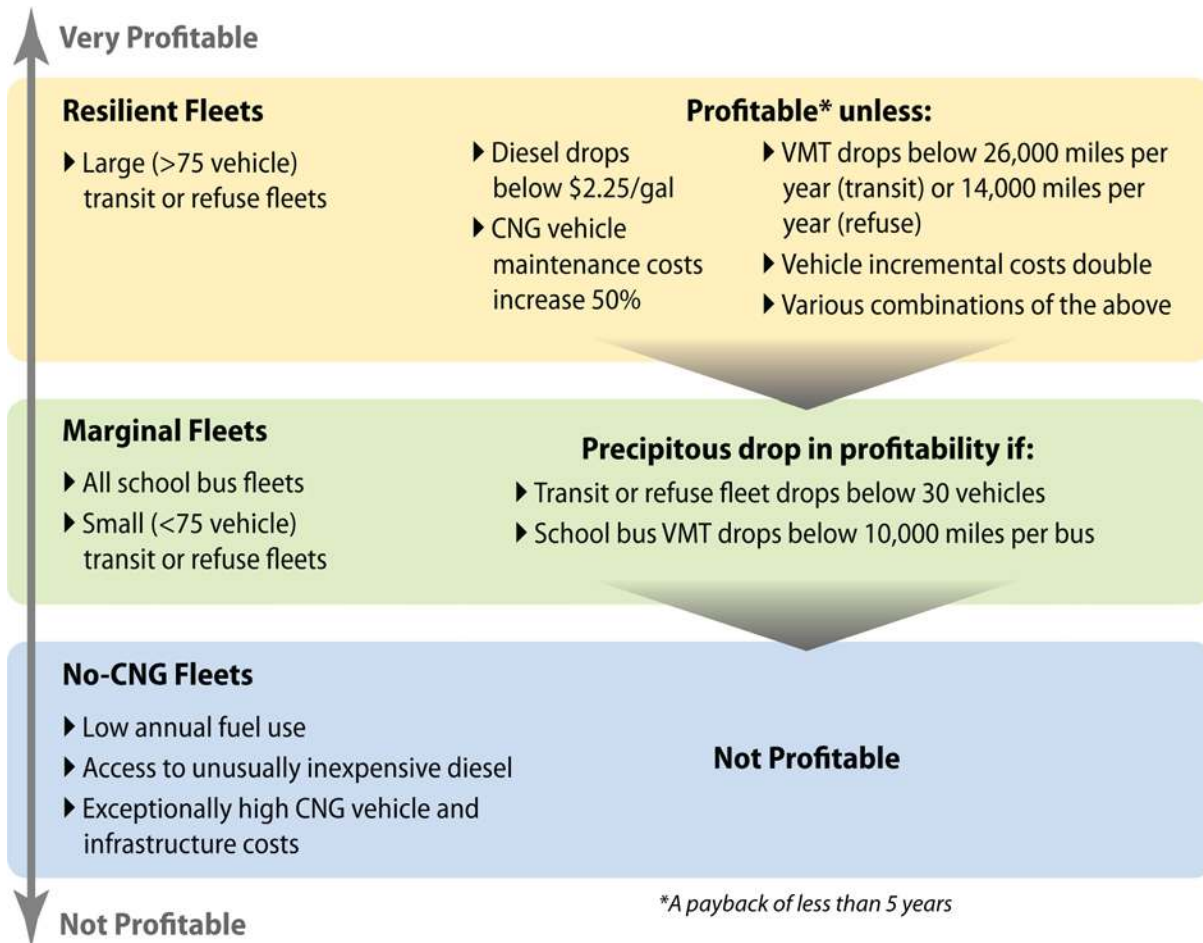 Very Profitable
Resilient Fleets
▶ Large (>75 vehicle)
transit or refuse fleets
Profitable* unless:
▶ Diesel drops
below $2.25/gal
▶ CNG vehicle
maintenance costs
increase 50%
▶ VMT drops below 26,000 miles per
year (transit) or 14,000 miles per
year (refuse)
▶ Vehicle incremental costs double
▶ Various combinations of the above
Marginal Fleets
▶ All school bus fleets
▶ Small (<75 vehicle)
transit or refuse fleets
Precipitous drop in profitability if:
▶ Transit or refuse fleet drops below 30 vehicles
▶ School bus VMT drops below 10,000 miles per bus
No-CNG Fleets
▶ Low annual fuel use
▶ Access to unusually inexpensive diesel
▶ Exceptionally high CNG vehicle and
infrastructure costs
Not Profitable
*A payback of less than 5 years
Not Profitable